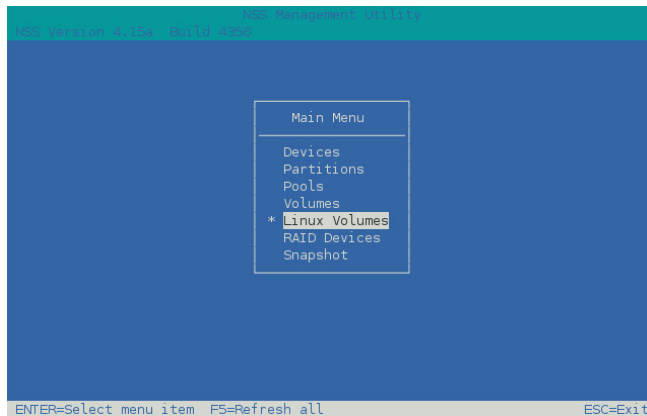 NSS Management Utility
NSS Version 4.15a Build 4350
Main Menu
Devices
Partitions
Pools
Volumes
* Linux Volumes
RAID Devices
Snapshot
ENTER=Select menu item F5=Refresh all ESC=Exit